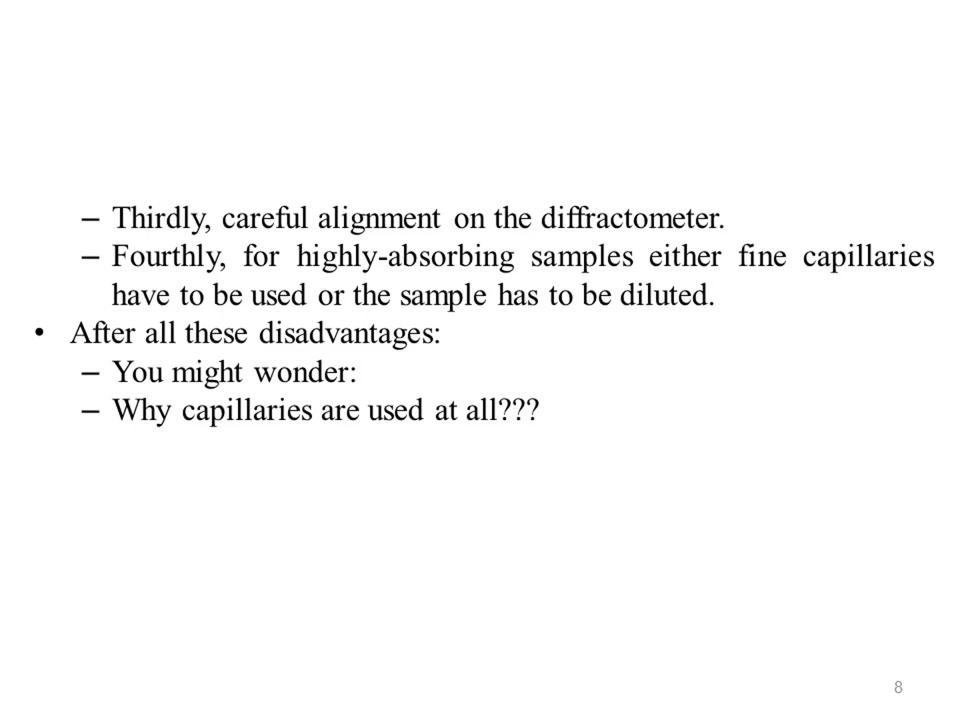 – Thirdly, careful alignment on the diffractometer.
– Fourthly, for highly-absorbing samples either fine capillaries
have to be used or the sample has to be diluted.
• After all these disadvantages:
– You might wonder:
– Why capillaries are used at all???
8